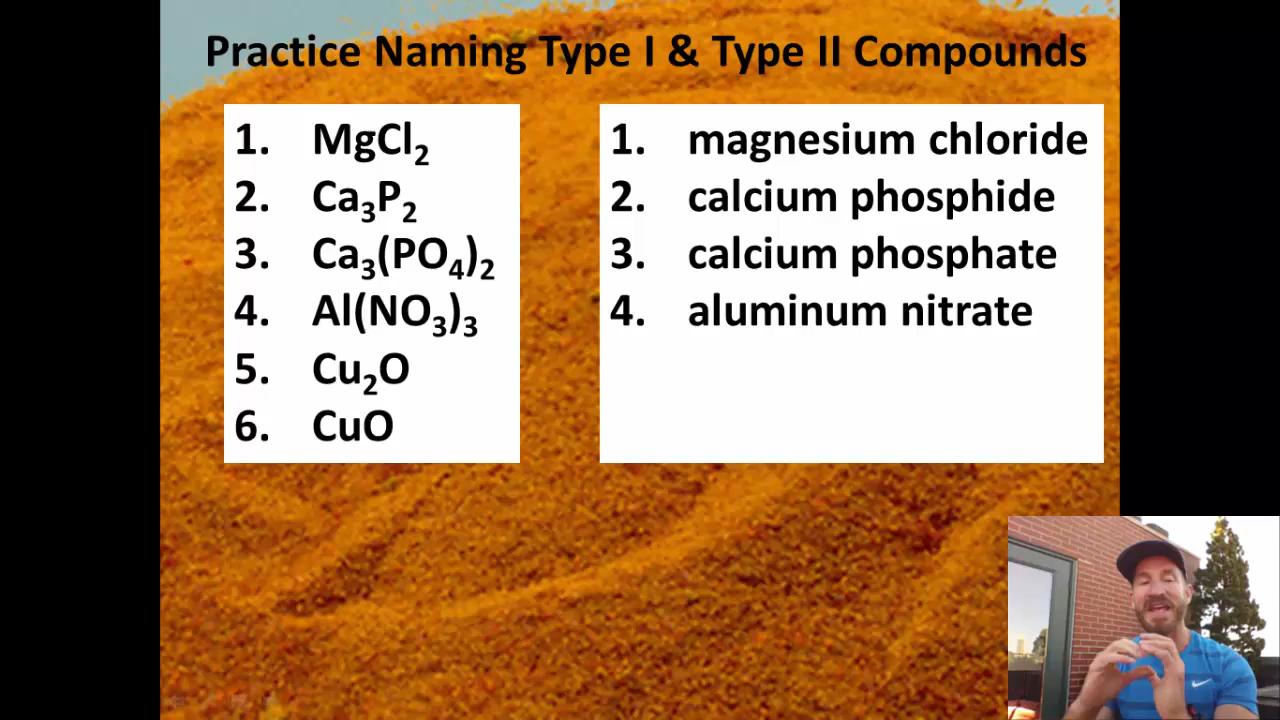 Practice Naming Type I & Type II Compounds
1. MgCl₂
2. Ca₃P₂
3. Ca₃(PO₄)₂
4. Al(NO₃)₃
5. Cu₂O
6. CuO
1. magnesium chloride
2. calcium phosphide
3. calcium phosphate
4. aluminum nitrate